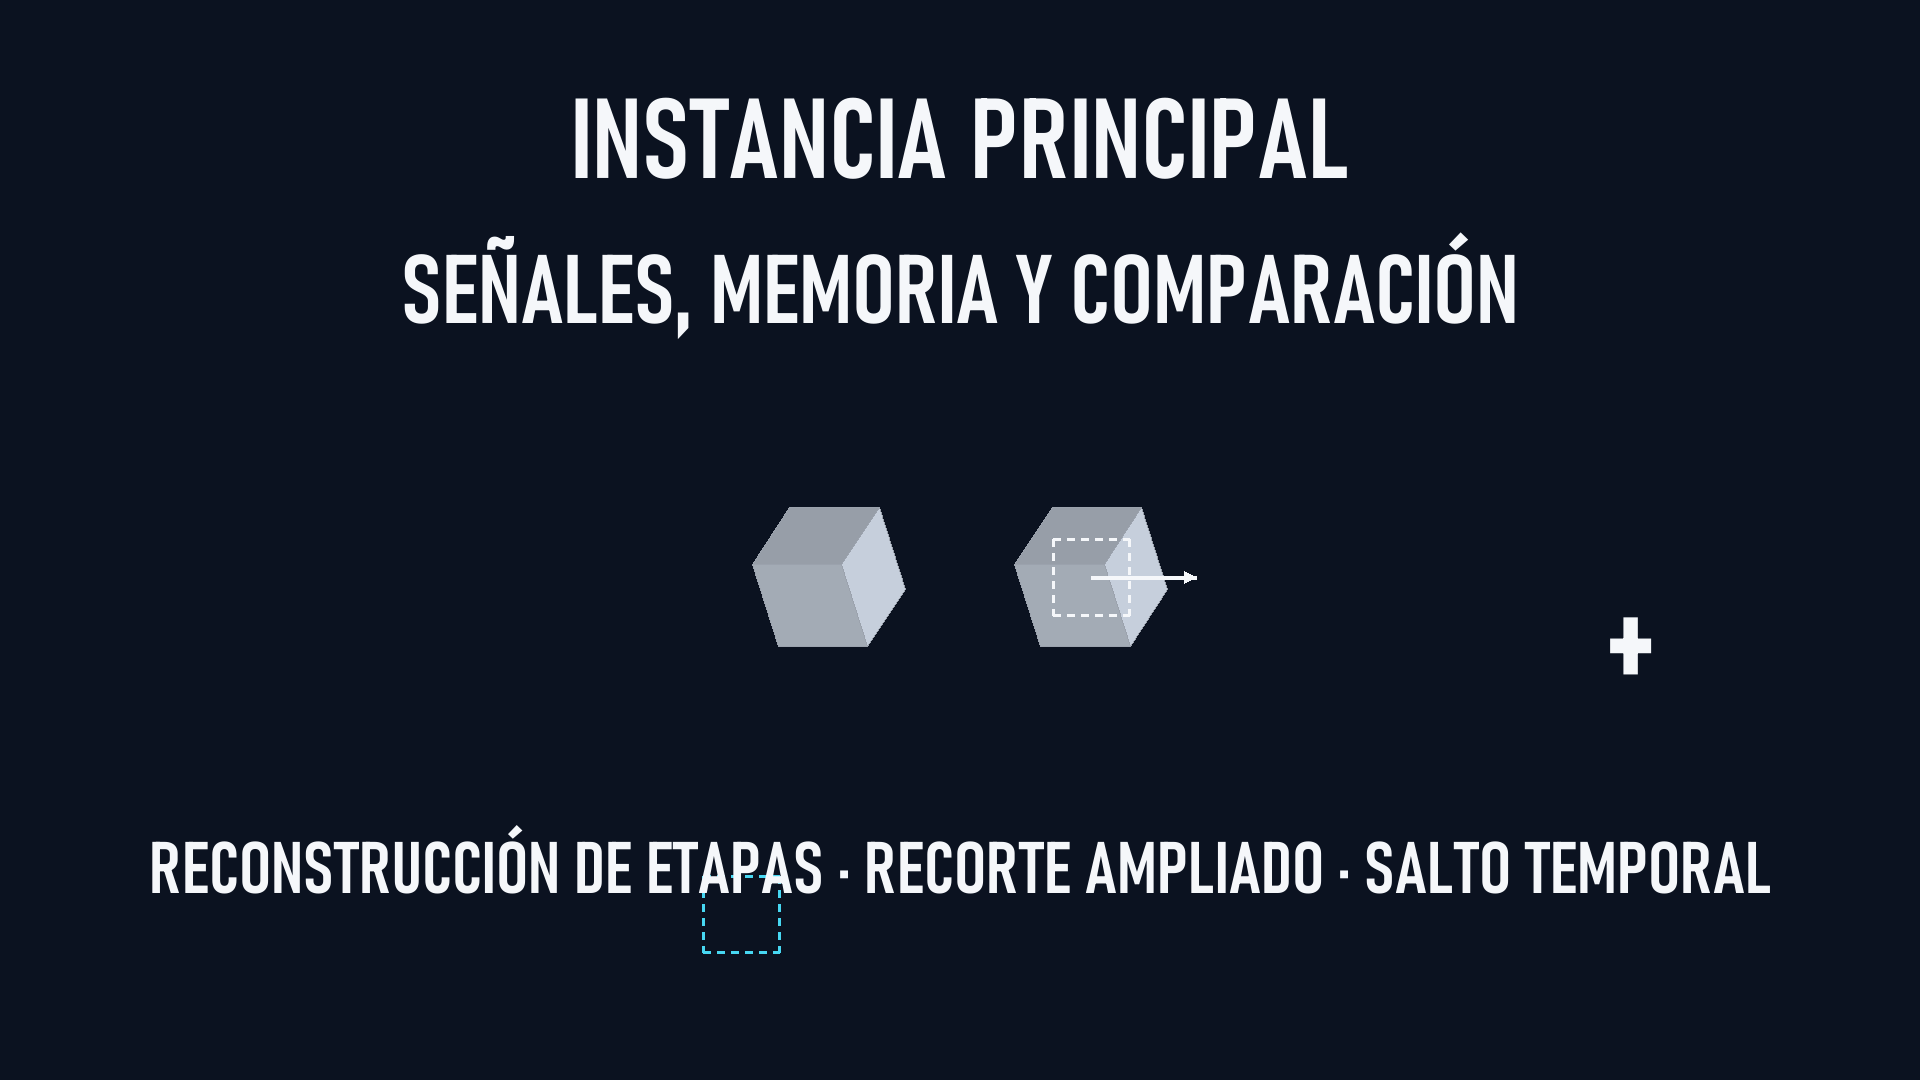 INSTANCIA PRINCIPAL
SEÑALES, MEMORIA Y COMPARACIÓN
+
RECONSTRUCCIÓN DE ETAPAS · RECORTE AMPLIADO · SALTO TEMPORAL